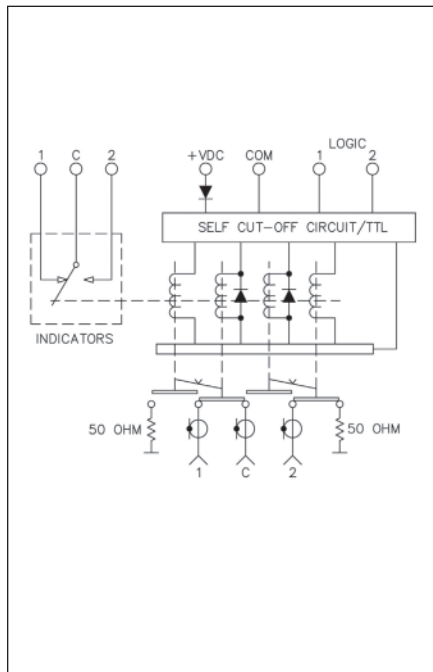 LOGIC
1 C 2 +VDC COM 1 2
SELF CUT-OFF CIRCUIT/TTL
INDICATORS
50 OHM 50 OHM
1 C 2